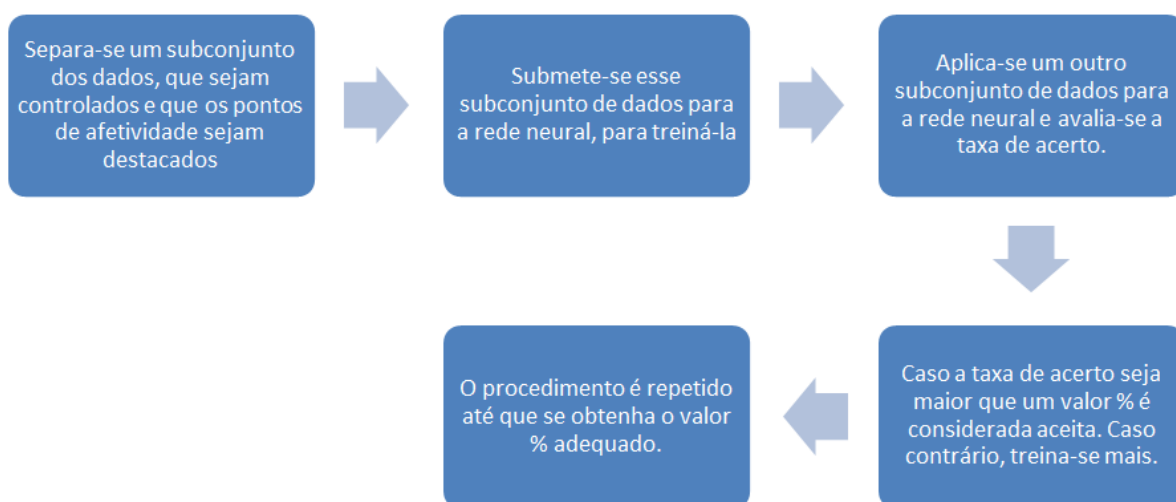 Separa-se um subconjunto
dos dados, que sejam
controlados e que os pontos
de afetividade sejam
destacados
Submete-se esse
subconjunto de dados para
a rede neural, para treiná-la
Aplica-se um outro
subconjunto de dados para
a rede neural e avalia-se a
taxa de acerto.
Caso a taxa de acerto seja
maior que um valor % é
considerada aceita. Caso
contrário, treina-se mais.
O procedimento é repetido
até que se obtenha o valor
% adequado.